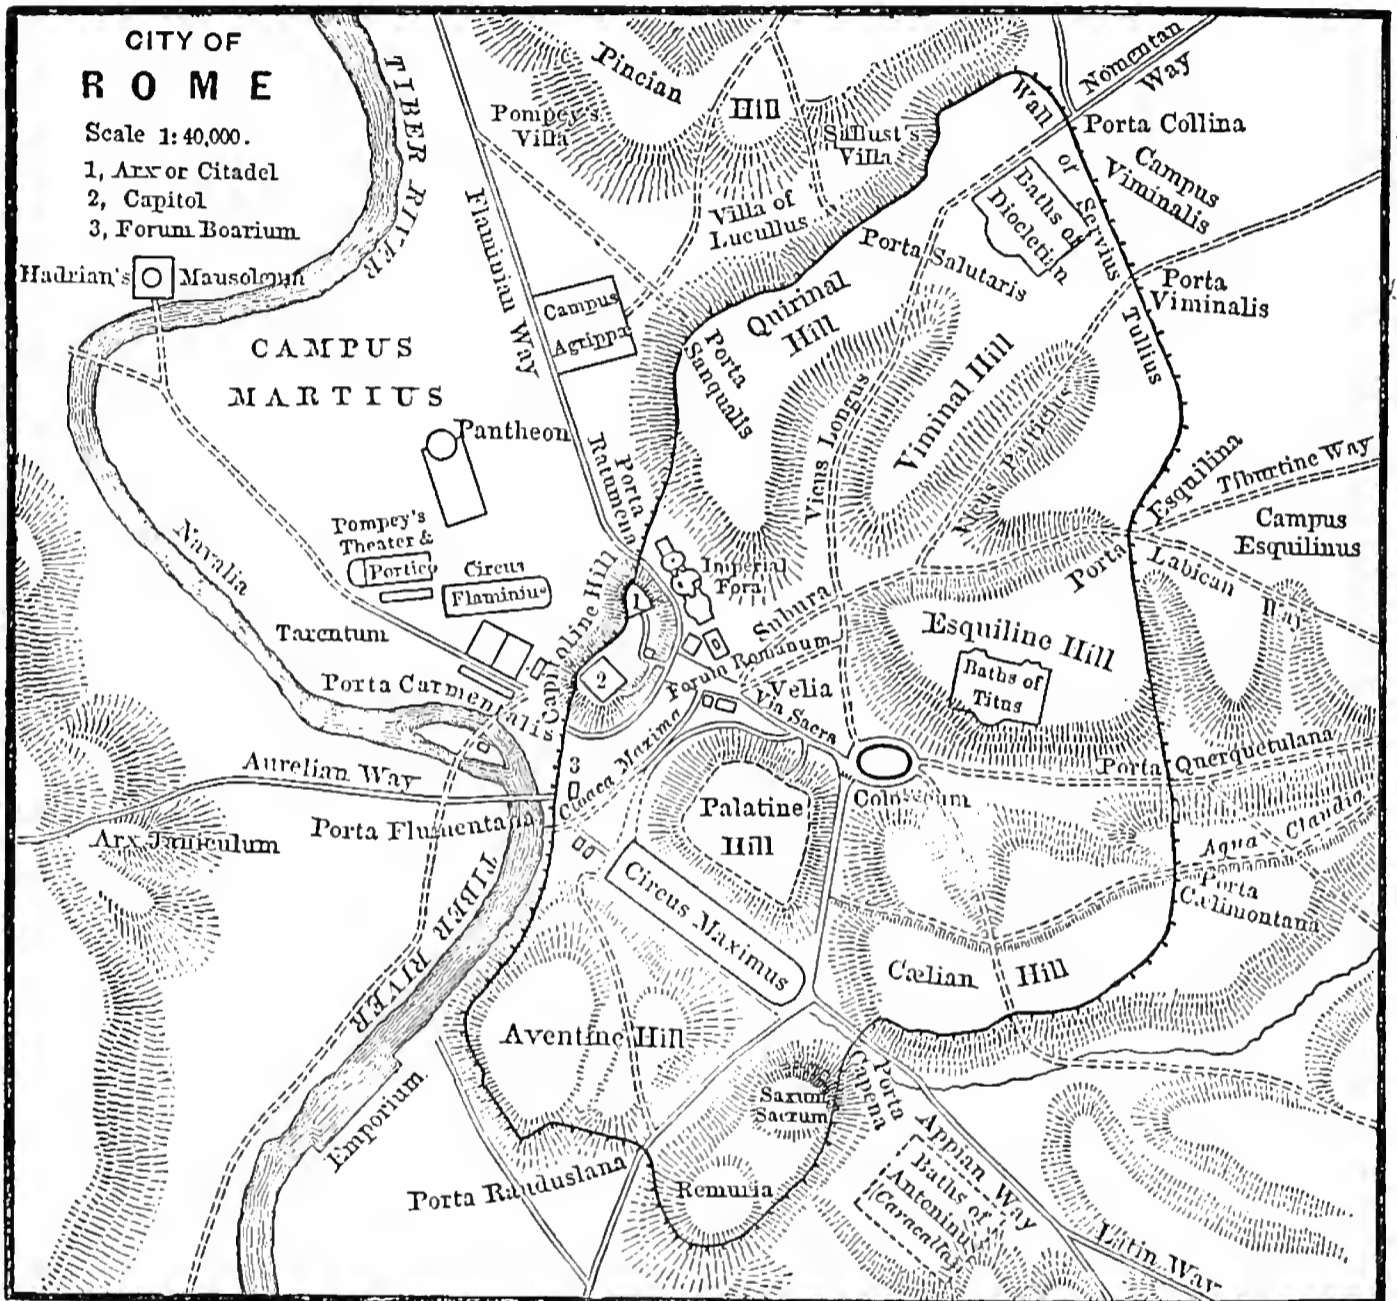 CITY OF
ROME
Scale 1:40,000.
1, Arx or Citadel
2, Capitol
3, Forum Boarium
TIBER RIVER
Pincian
Hill
Nomentan
Way
Pompey's
Villa
Sallust's
Villa
Wall
or
Servius
Tullius
Porta Collina
Campus
Viminalis
Baths of
Diocletian
Flaminian Way
Villa of
Lucullus
Hadrian's
Mausoleum
Porta Salutaris
Porta
Viminalis
Campus
Agrippæ
Quirinal
Hill
CAMPUS
MARTIUS
Porta
Sanqualis
Viminal Hill
Vicus Longus
Vicus Patricius
Pantheon
Porta
Ratumena
Porta Esquilina
Tiburtine Way
Campus
Esquilinus
Labican Way
Navalia
Pompey's
Theater &
Portico
Circus
Flaminius
Capitoline Hill
1
Imperial
Fora
Subura
Esquiline Hill
Tarentum
Forum Romanum
Baths of
Titus
2
Velia
Via Sacra
Porta Carmentalis
Cloaca Maxima
Porta Querquetulana
Aurelian Way
3
Colosseum
Palatine
Hill
Porta Flumentana
Arx Janiculum
Aqua Claudia
Porta
Cælimontana
TIBER RIVER
Circus Maximus
Cælian Hill
Aventine Hill
Emporium
Saxum
Sacrum
Porta
Capena
Appian Way
Porta Rauduslana
Remuria
Baths of
Antoninus
(Caracalla)
Latin Way